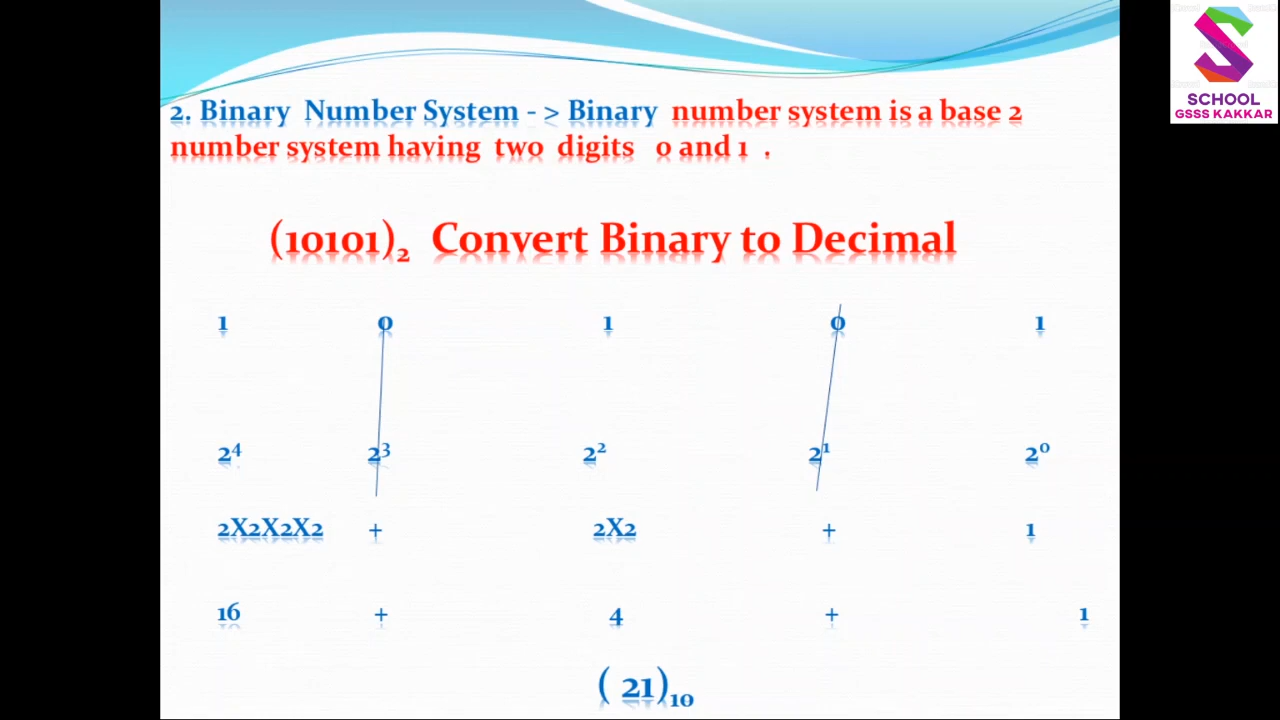 SCHOOL
GSSS KAKKAR
2. Binary Number System - > Binary number system is a base 2
number system having two digits 0 and 1 .
(10101)₂ Convert Binary to Decimal
1 0 1 0 1
2⁴ 2³ 2² 2¹ 2⁰
2X2X2X2 + 2X2 + 1
16 + 4 + 1
( 21)₁₀